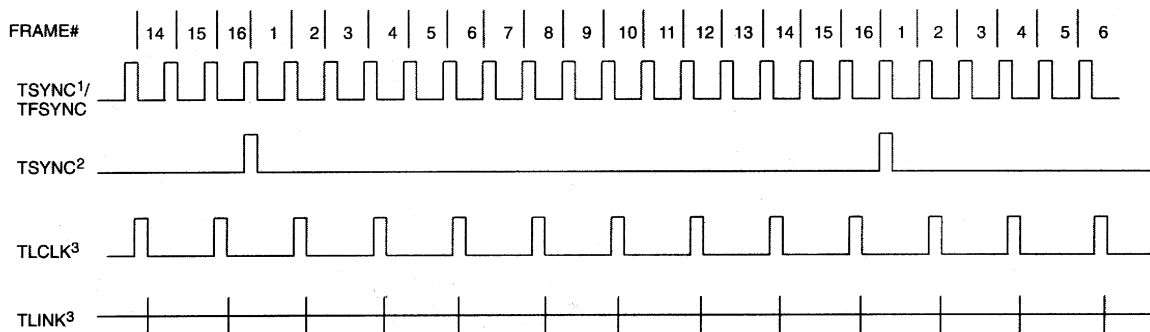 FRAME# 14 15 16 1 2 3 4 5 6 7 8 9 10 11 12 13 14 15 16 1 2 3 4 5 6
TSYNC¹/
TFSYNC
TSYNC²
TLCLK³
TLINK³